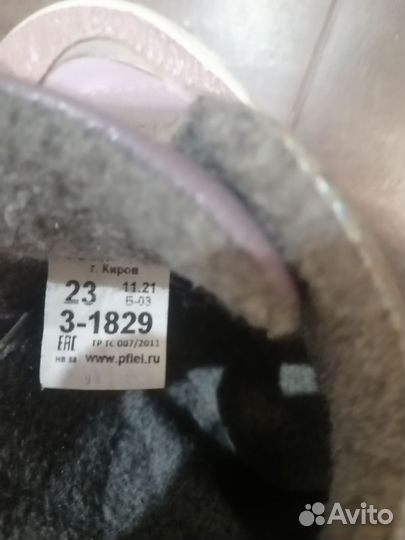 г. Киров
23 11.21
Б-03
3-1829
ЕАС ТР ТС 007/2011
www.pflei.ru
Avito